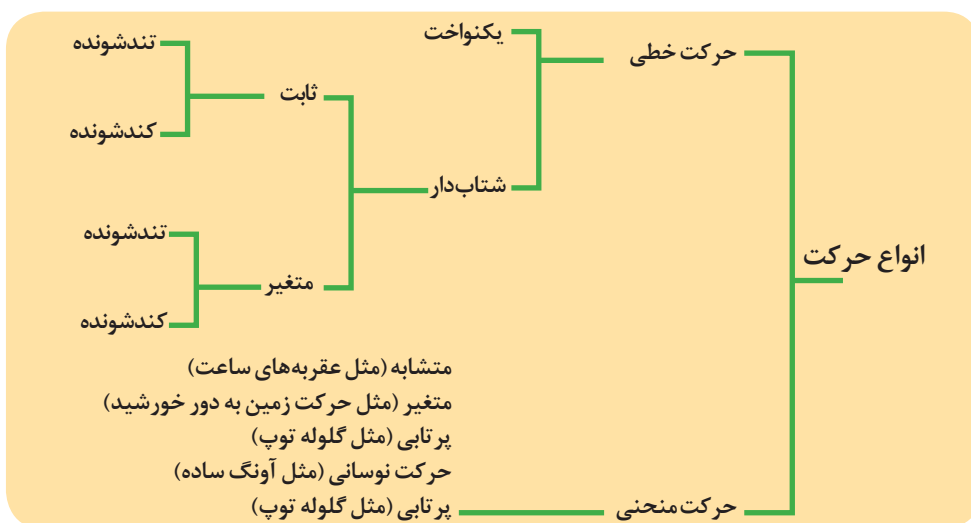 انواع حرکت
حرکت خطی
یکنواخت
شتاب‌دار
ثابت
تندشونده
کندشونده
متغیر
تندشونده
کندشونده
حرکت منحنی
متشابه (مثل عقربه‌های ساعت)
متغیر (مثل حرکت زمین به دور خورشید)
پرتابی (مثل گلوله توپ)
حرکت نوسانی (مثل آونگ ساده)
پرتابی (مثل گلوله توپ)